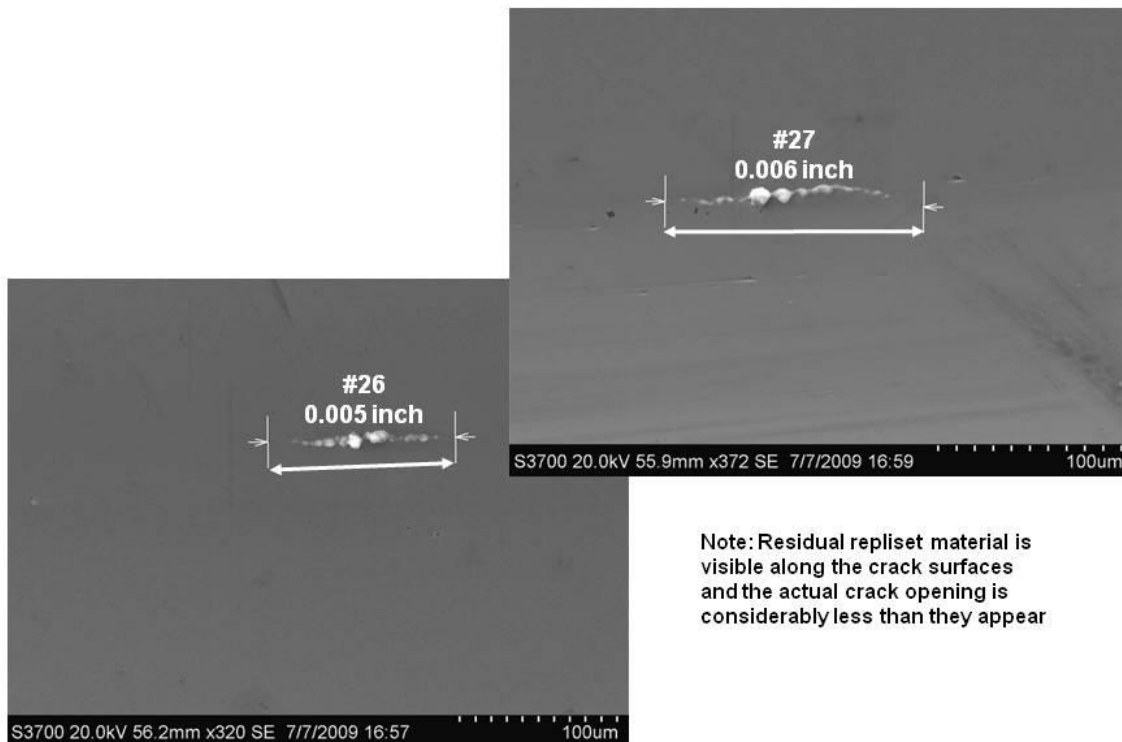 #27
0.006 inch
S3700 20.0kV 55.9mm x372 SE 7/7/2009 16:59
100um
#26
0.005 inch
S3700 20.0kV 56.2mm x320 SE 7/7/2009 16:57
100um
Note: Residual repliset material is
visible along the crack surfaces
and the actual crack opening is
considerably less than they appear